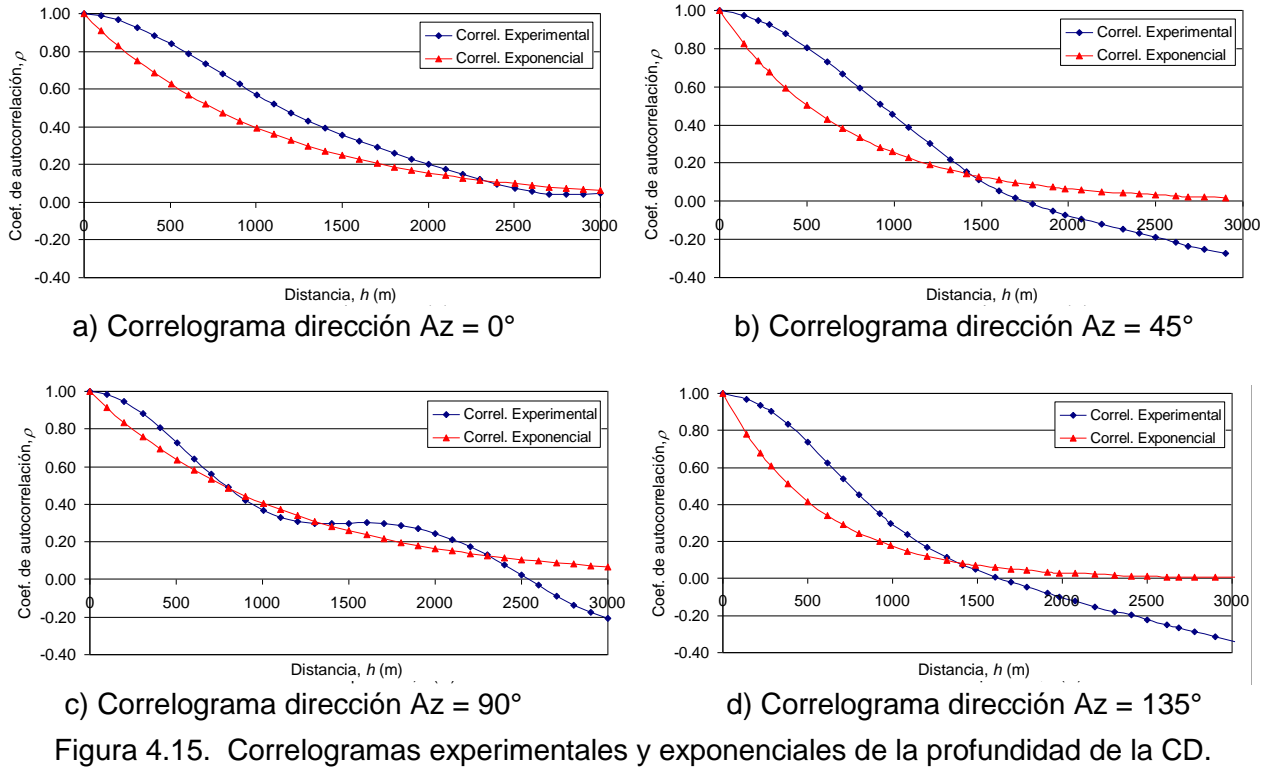 1.00
0.80
0.60
0.40
0.20
0.00
-0.20
-0.40
0 500 1000 1500 2000 2500 3000
Coef. de autocorrelación, ρ
Distancia, h (m)
Correl. Experimental
Correl. Exponencial
a) Correlograma dirección Az = 0°
1.00
0.80
0.60
0.40
0.20
0.00
-0.20
-0.40
0 500 1000 1500 2000 2500 3000
Coef. de autocorrelación, ρ
Distancia, h (m)
Correl. Experimental
Correl. Exponencial
b) Correlograma dirección Az = 45°
1.00
0.80
0.60
0.40
0.20
0.00
-0.20
-0.40
0 500 1000 1500 2000 2500 3000
Coef. de autocorrelación, ρ
Distancia, h (m)
Correl. Experimental
Correl. Exponencial
c) Correlograma dirección Az = 90°
1.00
0.80
0.60
0.40
0.20
0.00
-0.20
-0.40
0 500 1000 1500 2000 2500 3000
Coef. de autocorrelación, ρ
Distancia, h (m)
Correl. Experimental
Correl. Exponencial
d) Correlograma dirección Az = 135°
Figura 4.15. Correlogramas experimentales y exponenciales de la profundidad de la CD.